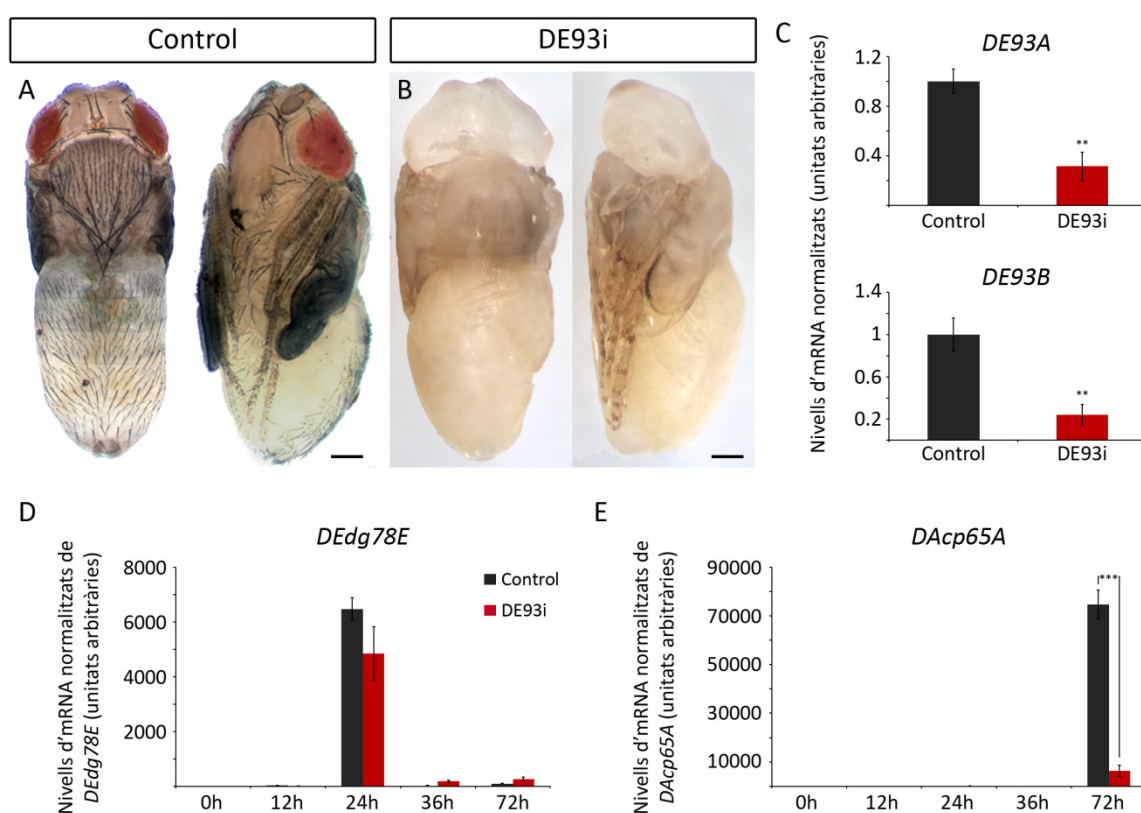 Control
DE93i
A
B
C
DE93A
Nivells d’mRNA normalitzats (unitats arbitràries)
1.2
1
0.8
0.4
**
Control
DE93i
DE93B
1.4
1
0.6
0.2
**
Control
DE93i
D
DEdg78E
Nivells d’mRNA normalitzats de
DEdg78E (unitats arbitràries)
8000
6000
4000
2000
Control
DE93i
0h
12h
24h
36h
72h
E
DAcp65A
Nivells d’mRNA normalitzats de
DAcp65A (unitats arbitràries)
90000
70000
50000
30000
10000
***
0h
12h
24h
36h
72h